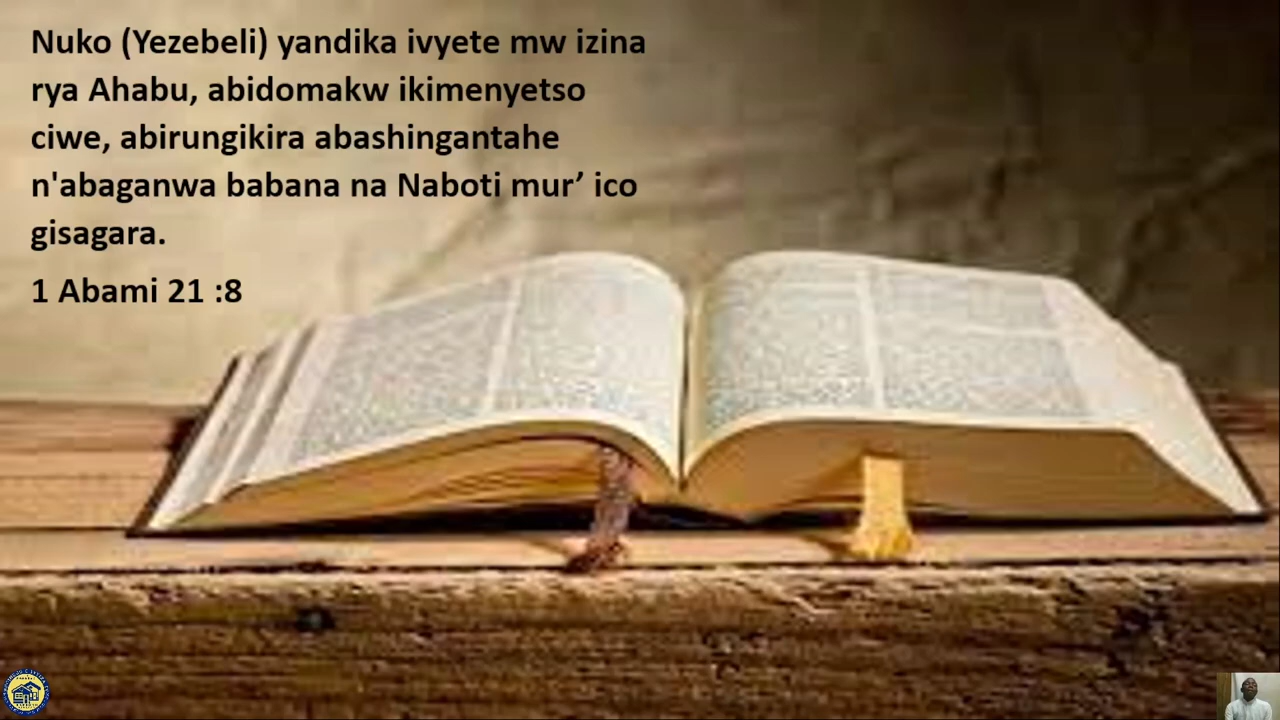 Nuko (Yezebeli) yandika ivyete mw izina
rya Ahabu, abidomakw ikimenyetso
ciwe, abirungikira abashingantahe
n'abaganwa babana na Naboti mur’ ico
gisagara.
1 Abami 21 :8